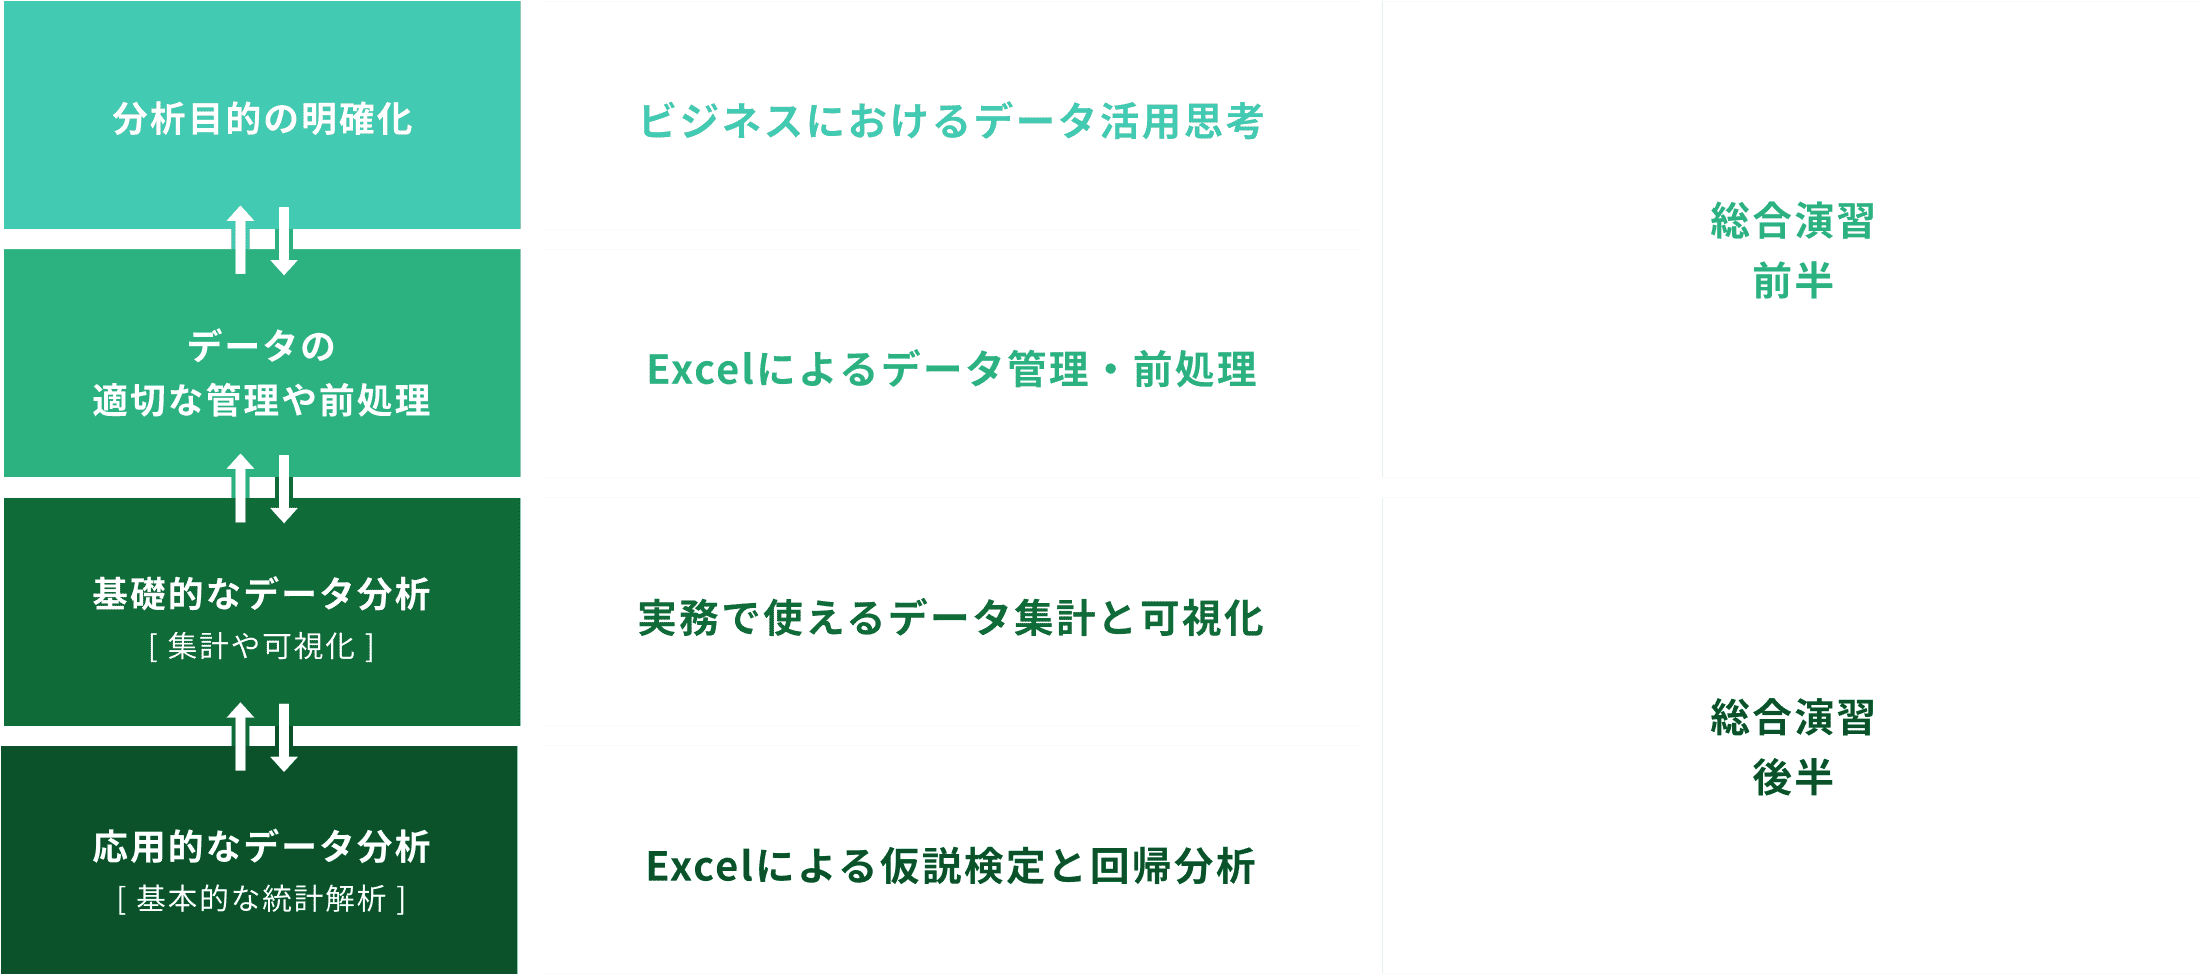 分析目的の明確化
ビジネスにおけるデータ活用思考
総合演習
前半
データの
適切な管理や前処理
Excelによるデータ管理・前処理
基礎的なデータ分析
[ 集計や可視化 ]
実務で使えるデータ集計と可視化
総合演習
後半
応用的なデータ分析
[ 基本的な統計解析 ]
Excelによる仮説検定と回帰分析